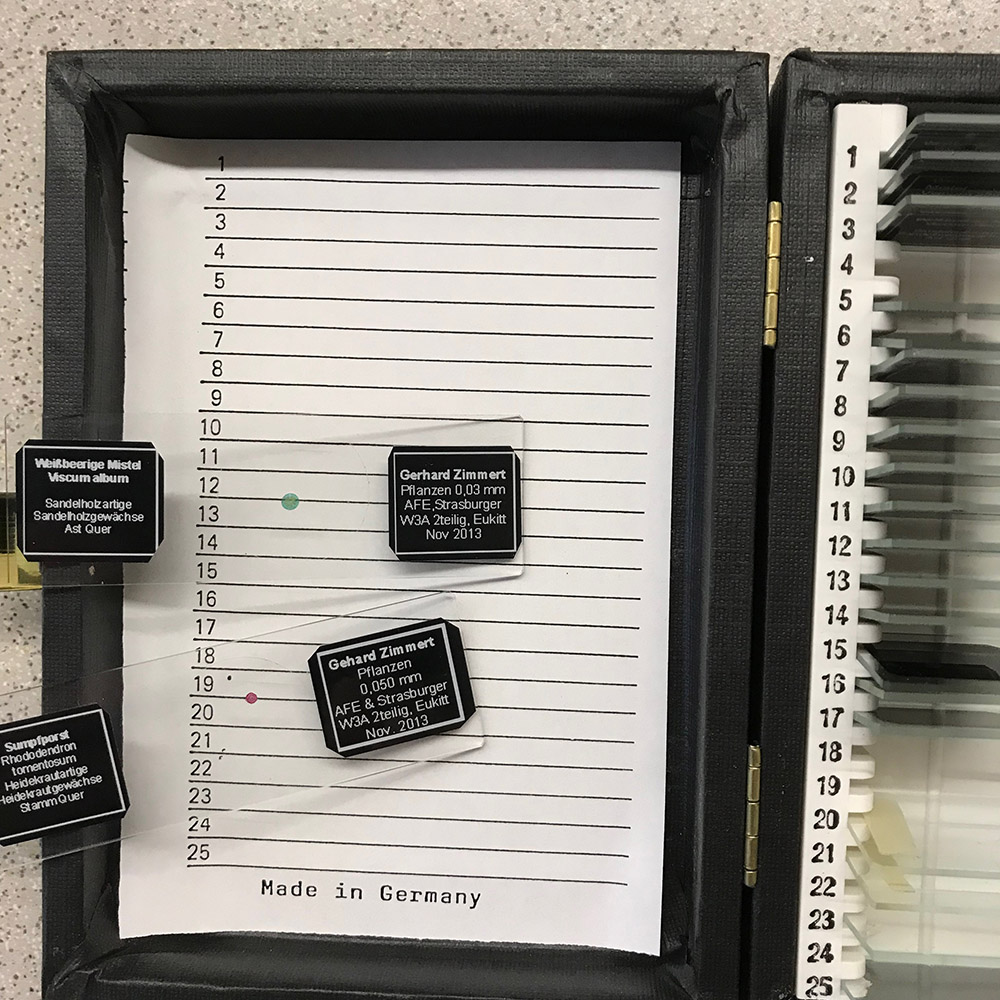 1
2
3
4
5
6
7
8
9
10
11
12
13
14
15
16
17
18
19
20
21
22
23
24
25
Made in Germany
Weißbeerige Mistel
Viscum album
Sandelholzartige
Sandelholzgewächse
Ast Quer
Gerhard Zimmert
Pflanzen 0,03 mm
AFE,Strasburger
W3A 2teilig, Eukitt
Nov 2013
Sumpfporst
Rhododendron
tomentosum
Heidekrautartige
Heidekrautgewächse
Stamm Quer
Gehard Zimmert
Pflanzen
0,050 mm
AFE & Strasburger
W3A 2teilig, Eukitt
Nov. 2013
1
2
3
4
5
6
7
8
9
10
11
12
13
14
15
16
17
18
19
20
21
22
23
24
25